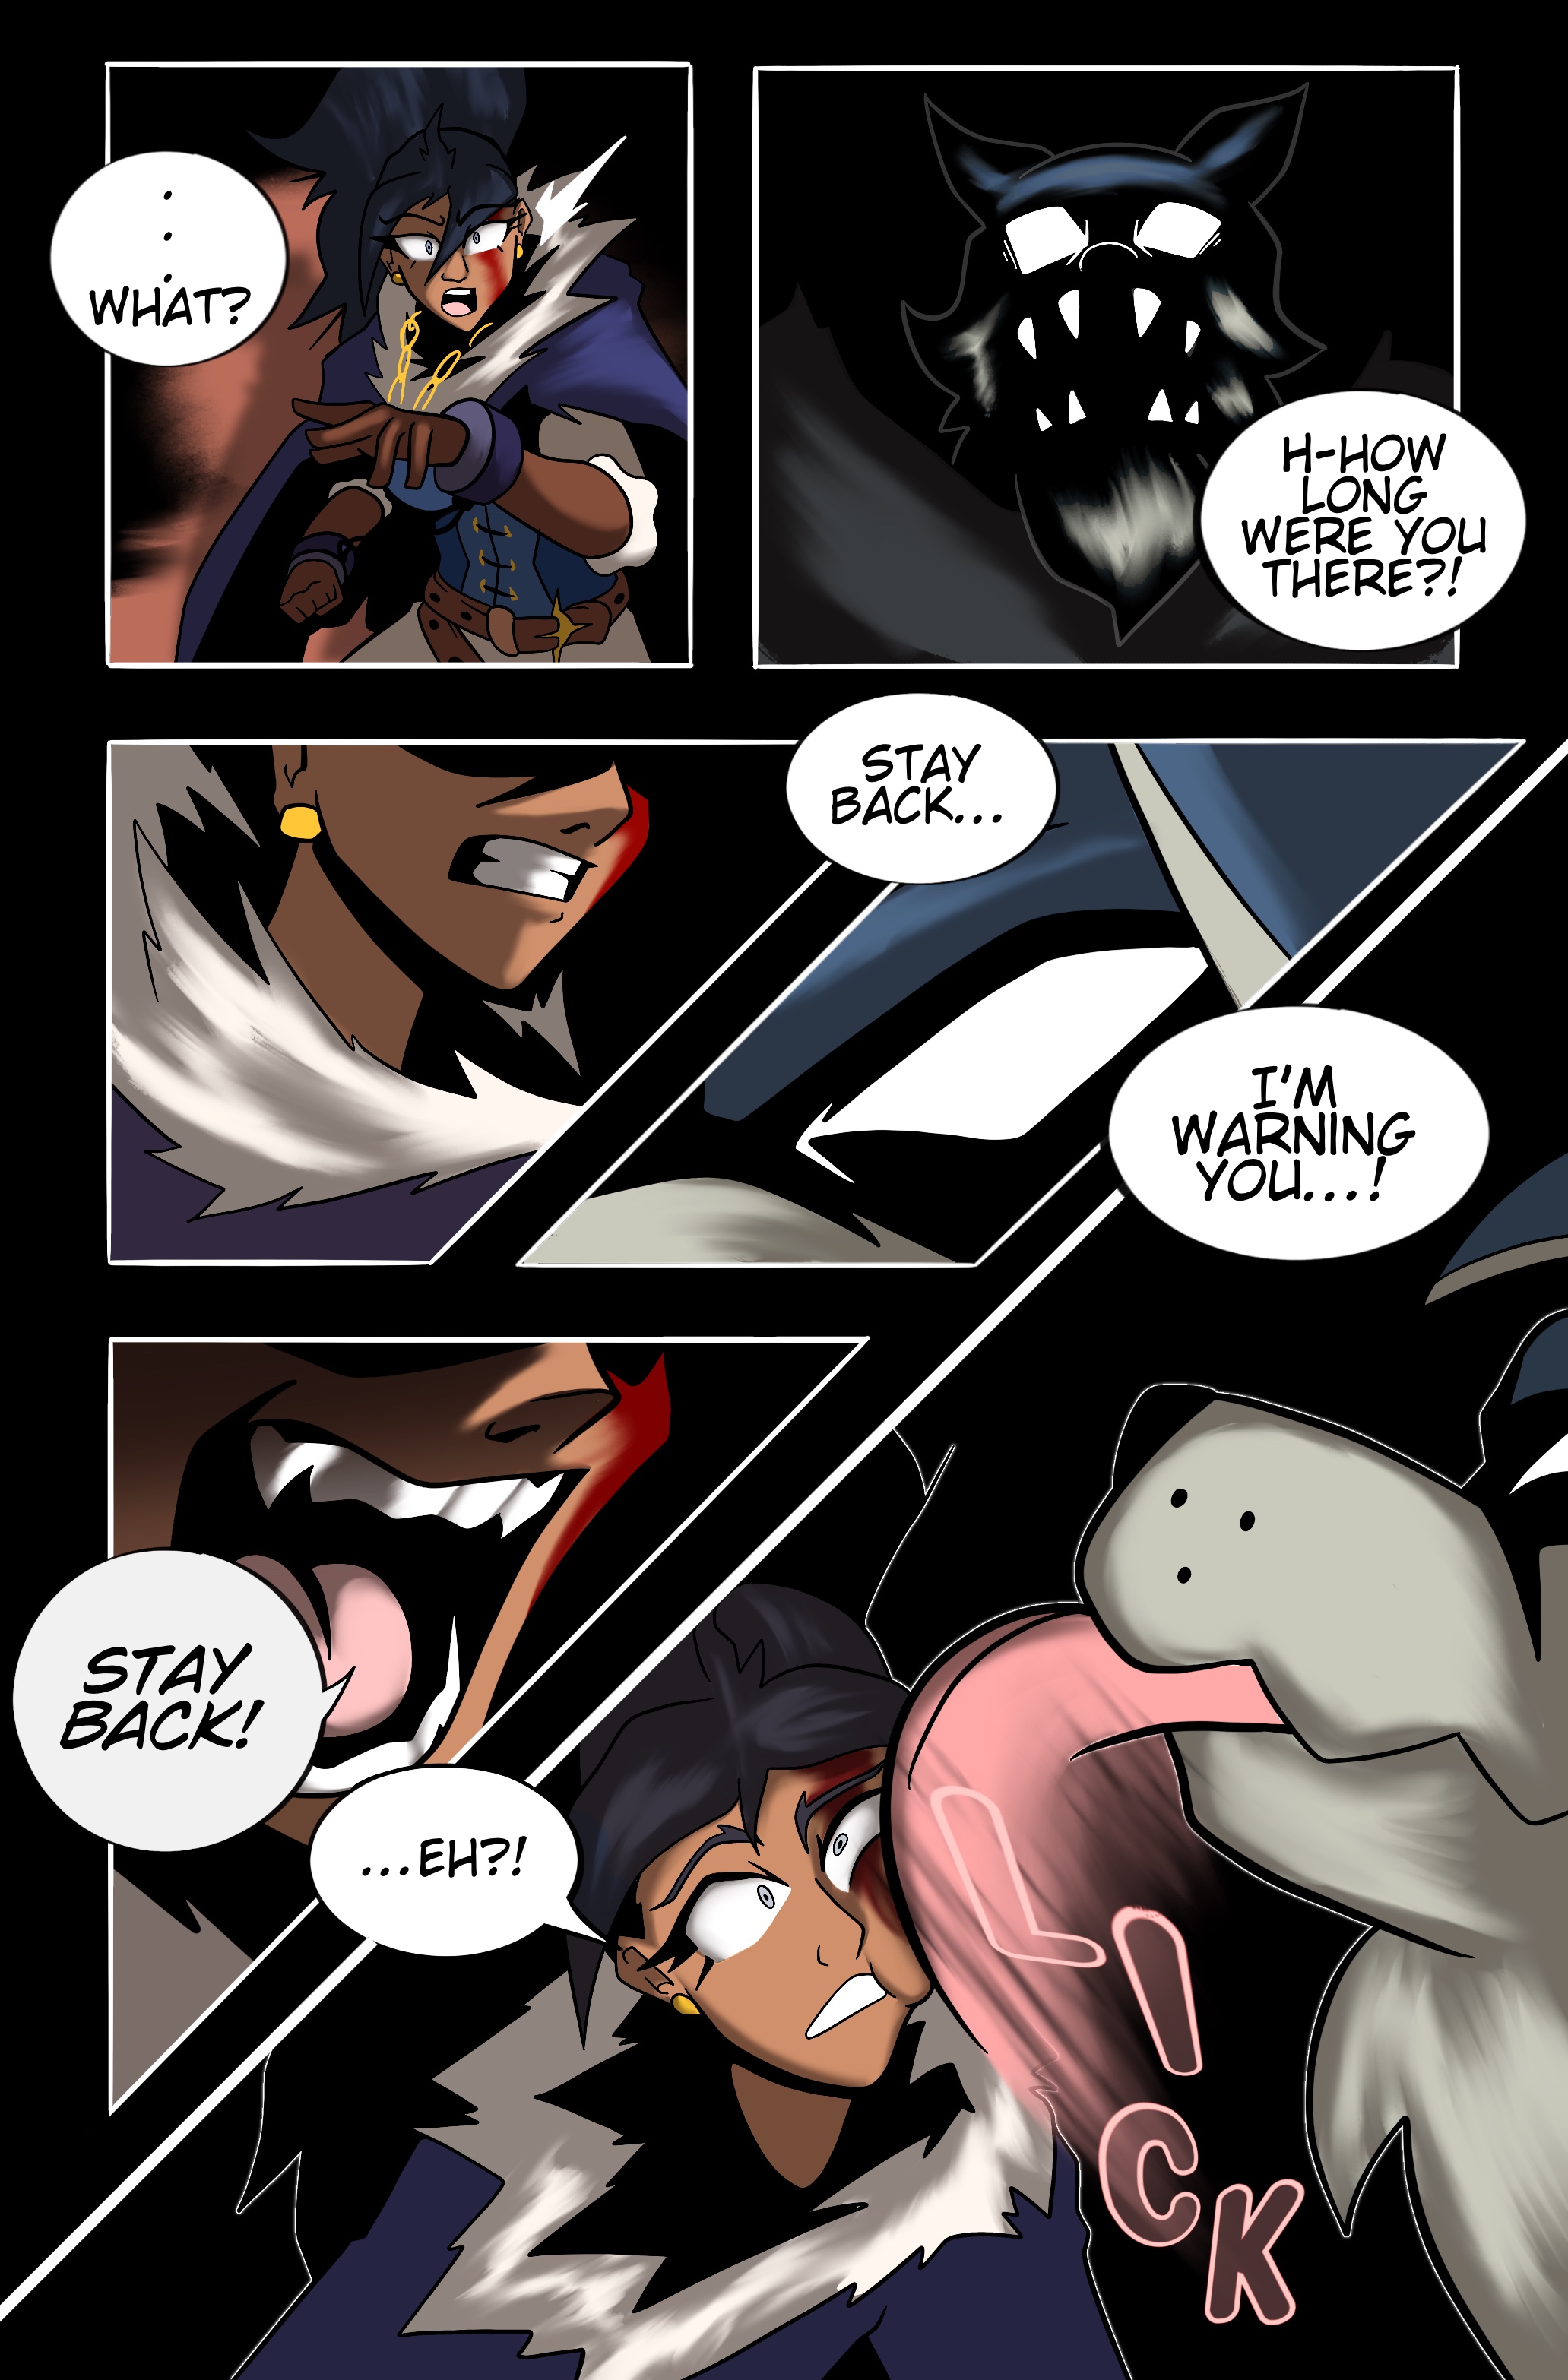 . . .
WHAT?
H-HOW
LONG
WERE YOU
THERE?!
STAY
BACK...
I'M
WARNING
YOU...!
STAY
BACK!
...EH?!
LICK